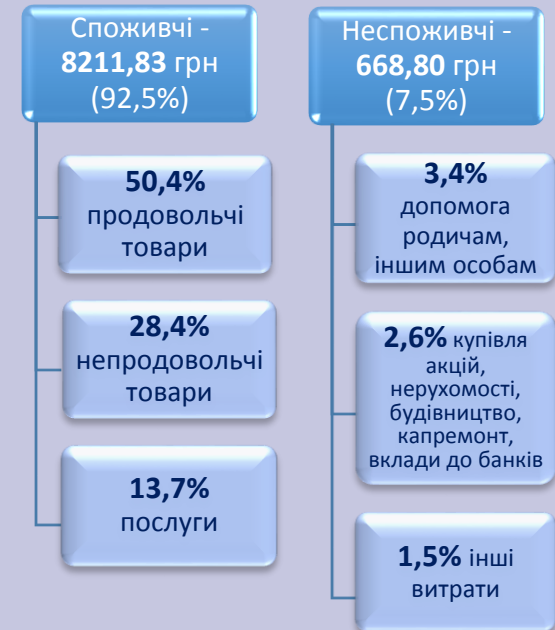 Споживчі -
8211,83 грн
(92,5%)
50,4%
продовольчі
товари
28,4%
непродовольчі
товари
13,7%
послуги
Неспоживчі -
668,80 грн
(7,5%)
3,4%
допомога
родичам,
іншим особам
2,6% купівля
акцій,
нерухомості,
будівництво,
капремонт,
вклади до банків
1,5% інші
витрати